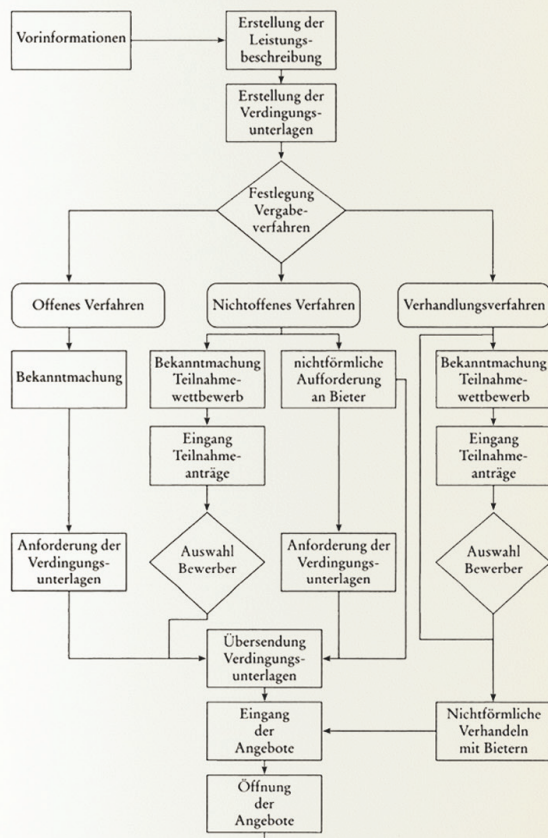 Vorinformationen
Erstellung der
Leistungs-
beschreibung
Erstellung der
Verdingungs-
unterlagen
Festlegung
Vergabe-
verfahren
Offenes Verfahren
Nichtoffenes Verfahren
Verhandlungsverfahren
Bekanntmachung
Bekanntmachung
Teilnahme-
wettbewerb
nichtförmliche
Aufforderung
an Bieter
Bekanntmachung
Teilnahme-
wettbewerb
Eingang
Teilnahme-
anträge
Eingang
Teilnahme-
anträge
Anforderung der
Verdingungs-
unterlagen
Auswahl
Bewerber
Anforderung der
Verdingungs-
unterlagen
Auswahl
Bewerber
Übersendung
Verdingungs-
unterlagen
Eingang
der
Angebote
Nichtförmliche
Verhandeln
mit Bietern
Öffnung
der
Angebote